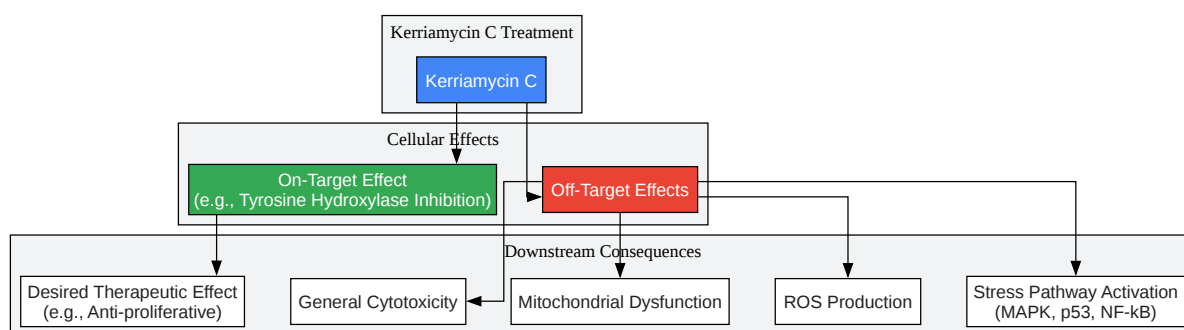 Kerriamycin C Treatment
Kerriamycin C
Cellular Effects
On-Target Effect
(e.g., Tyrosine Hydroxylase Inhibition)
Off-Target Effects
Downstream Consequences
Desired Therapeutic Effect
(e.g., Anti-proliferative)
General Cytotoxicity
Mitochondrial Dysfunction
ROS Production
Stress Pathway Activation
(MAPK, p53, NF-kB)